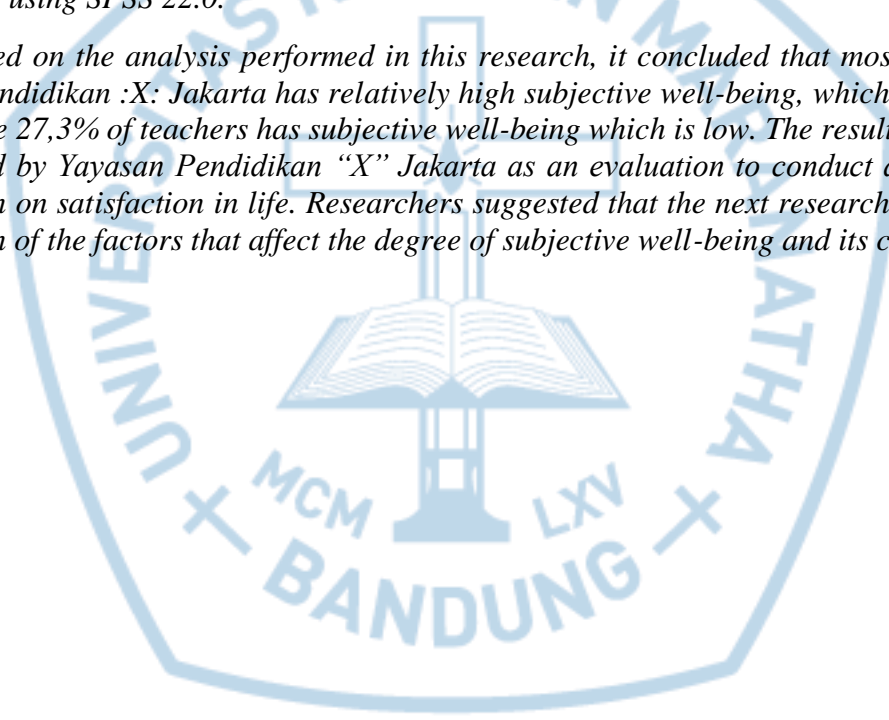 using SPSS 22.0.
ed on the analysis performed in this research, it concluded that mos
ndidikan :X: Jakarta has relatively high subjective well-being, which
e 27,3% of teachers has subjective well-being which is low. The resul
d by Yayasan Pendidikan “X” Jakarta as an evaluation to conduct a
n on satisfaction in life. Researchers suggested that the next research
n of the factors that affect the degree of subjective well-being and its c
UNIVERSITAS MARANATHA
MCM LXV
BANDUNG